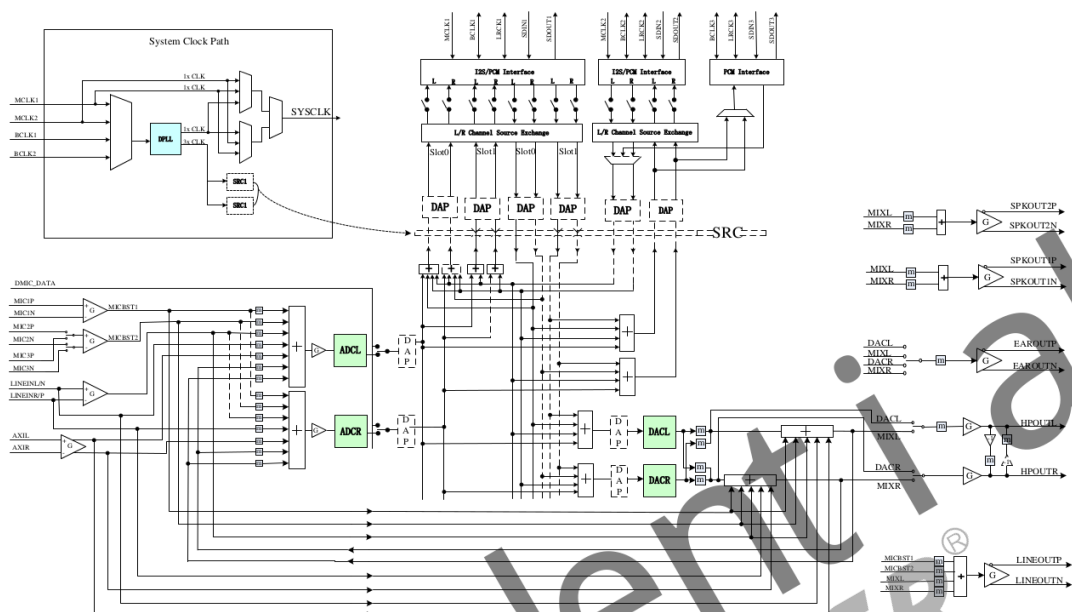 System Clock Path
1x CLK
1x CLK
MCLK1
MCLK2
BCLK1
BCLK2
DPLL
1x CLK
3x CLK
SYSCLK
SRC1
SRC1
MCLK1
BCLK1
LRCK1
SDIN1
SDOUT1
MCLK2
BCLK2
LRCK2
SDIN2
SDOUT2
BCLK3
LRCK3
SDIN3
SDOUT3
I2S/PCM Interface
L R L R L R L R
I2S/PCM Interface
L R L R
PCM Interface
L/R Channel Source Exchange
L/R Channel Source Exchange
Slot0
Slot1
Slot0
Slot1
DAP
DAP
DAP
DAP
DAP
DAP
SRC
DMIC_DATA
MIC1P
MIC1N
MICBST1
MIC2P
MIC2N
MICBST2
MIC3P
MIC3N
LINEINL/N
LINEINR/P
AXIL
AXIR
G
G
G
G
G
G
ADCL
ADCR
DAP
DAP
DAP
DAP
DACL
DACR
m
m
m
m
DACL
MIXL
DACR
MIXR
m
G
HPOUTL
G
HPOUTR
MIXL
MIXR
m
m
G
SPKOUT2P
SPKOUT2N
MIXL
MIXR
m
m
G
SPKOUT1P
SPKOUT1N
DACL
MIXL
DACR
MIXR
m
G
EAROUTP
EAROUTN
MICBST1
MICBST2
MIXL
MIXR
m
m
m
m
G
LINEOUTP
LINEOUTN
dential
®